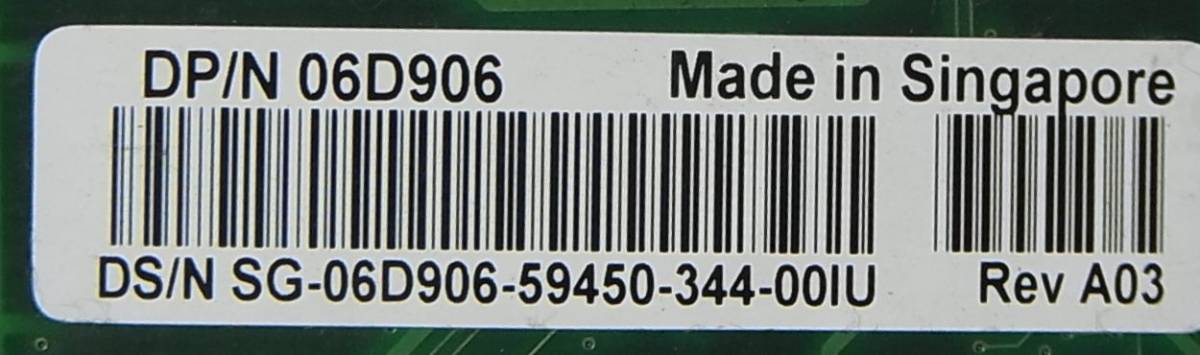 DP/N 06D906 Made in Singapore
DS/N SG-06D906-59450-344-00IU Rev A03